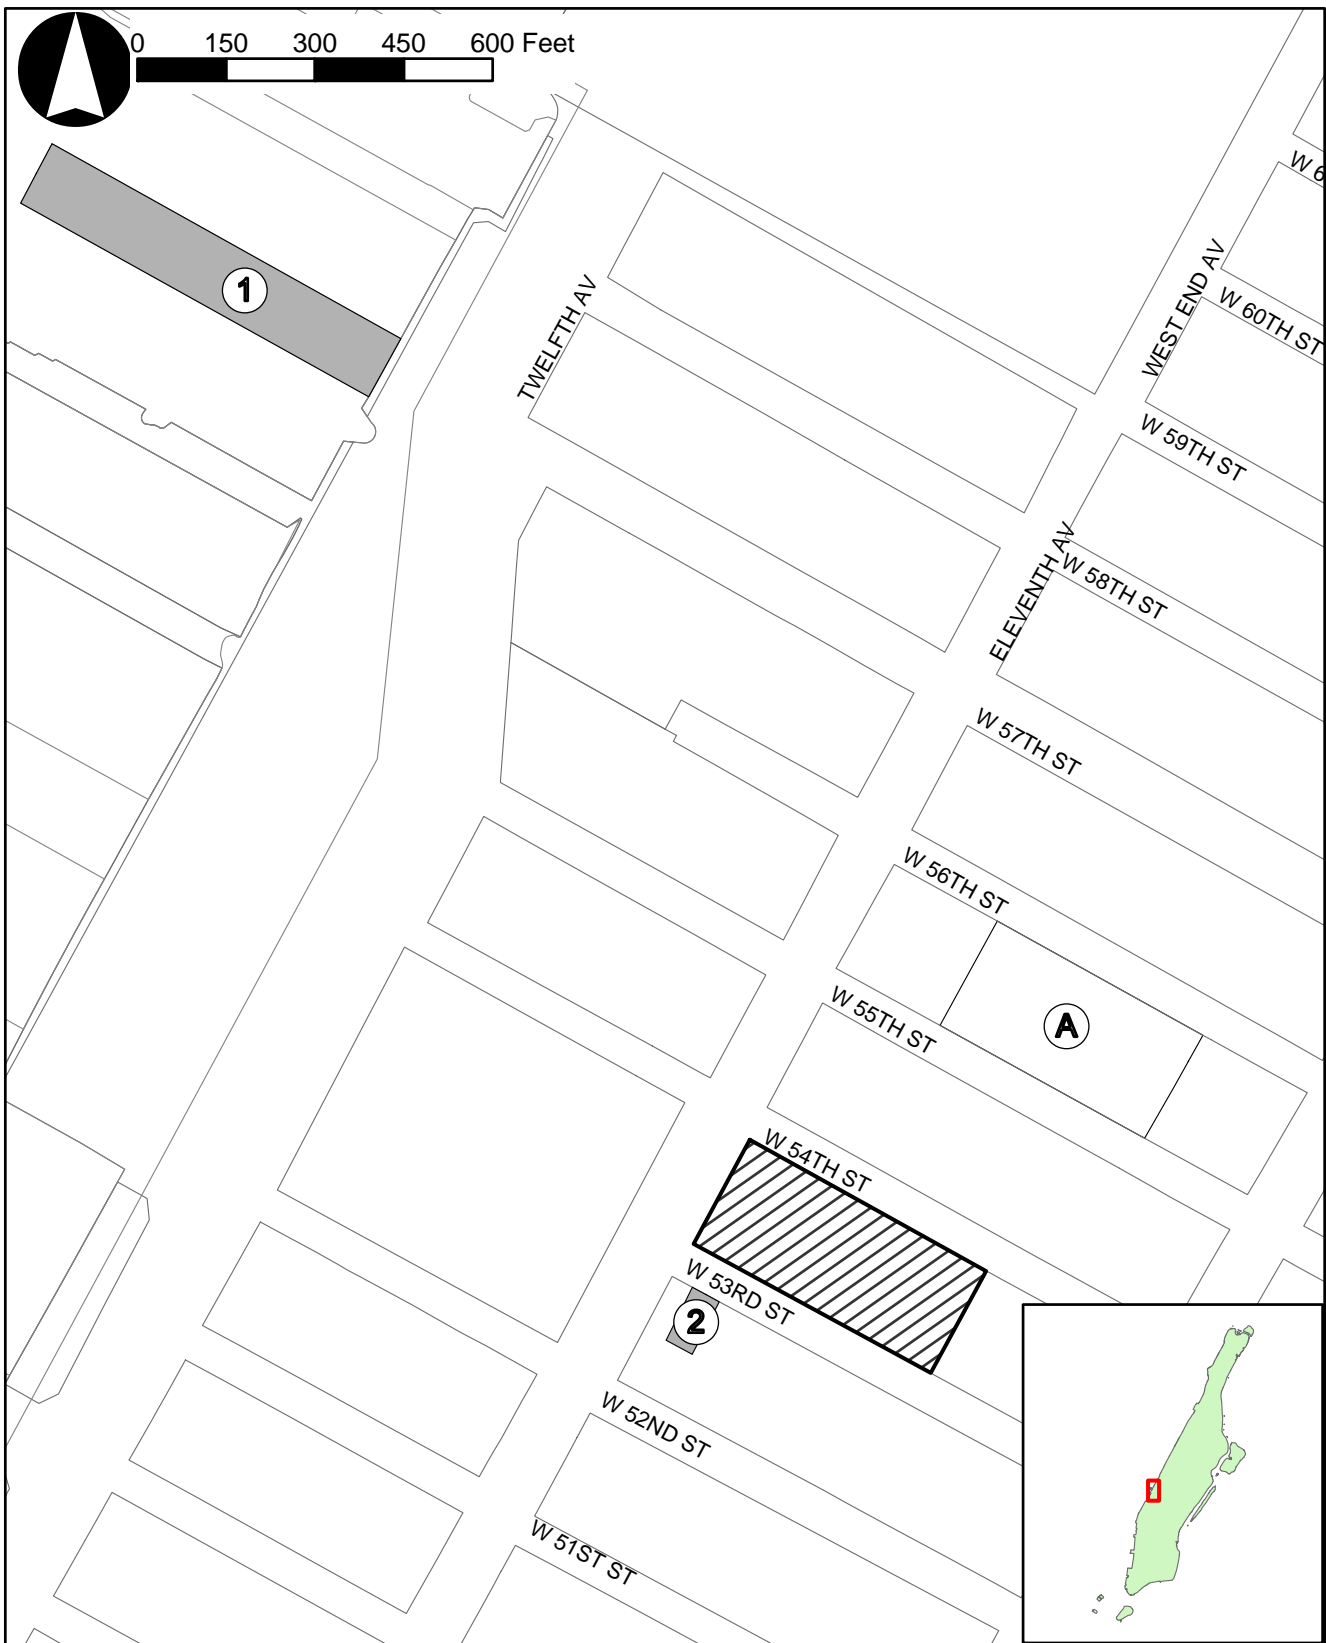 0 150 300 450 600 Feet
W 6
1
WEST END AV
TWELFTH AV
W 60TH ST
W 59TH ST
ELEVENTH AV
W 58TH ST
W 57TH ST
W 56TH ST
W 55TH ST
A
W 54TH ST
W 53RD ST
2
W 52ND ST
W 51ST ST